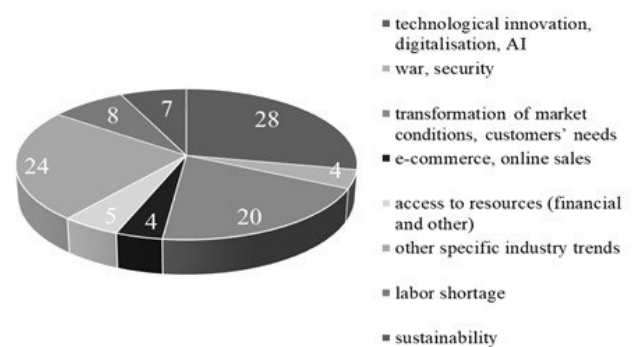 technological innovation,
digitalisation, AI
war, security
transformation of market
conditions, customers' needs
e-commerce, online sales
access to resources (financial
and other)
other specific industry trends
labor shortage
sustainability
7
8
28
24
4
5
4
20